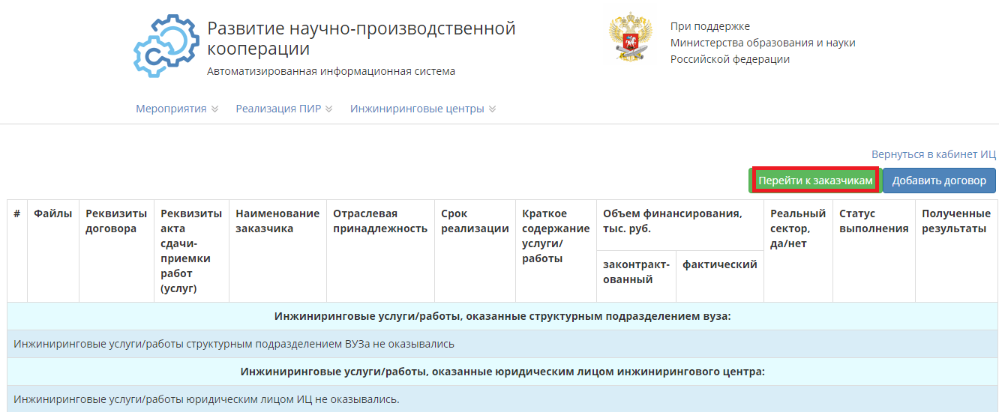 Развитие научно-производственной
кооперации
Автоматизированная информационная система
При поддержке
Министерства образования и науки
Российской федерации
Мероприятия
Реализация ПИР
Инжиниринговые центры
Вернуться в кабинет ИЦ
Перейти к заказчикам
Добавить договор
#
Файлы
Реквизиты
договора
Реквизиты
акта
сдачи-
приемки
работ
(услуг)
Наименование
заказчика
Отраслевая
принадлежность
Срок
реализации
Краткое
содержание
услуги/
работы
Объем финансирования,
тыс. руб.
законтракт-
ованный
фактический
Реальный
сектор,
да/нет
Статус
выполнения
Полученные
результаты
Инжиниринговые услуги/работы, оказанные структурным подразделением вуза:
Инжиниринговые услуги/работы структурным подразделением ВУЗа не оказывались
Инжиниринговые услуги/работы, оказанные юридическим лицом инжинирингового центра:
Инжиниринговые услуги/работы юридическим лицом ИЦ не оказывались.